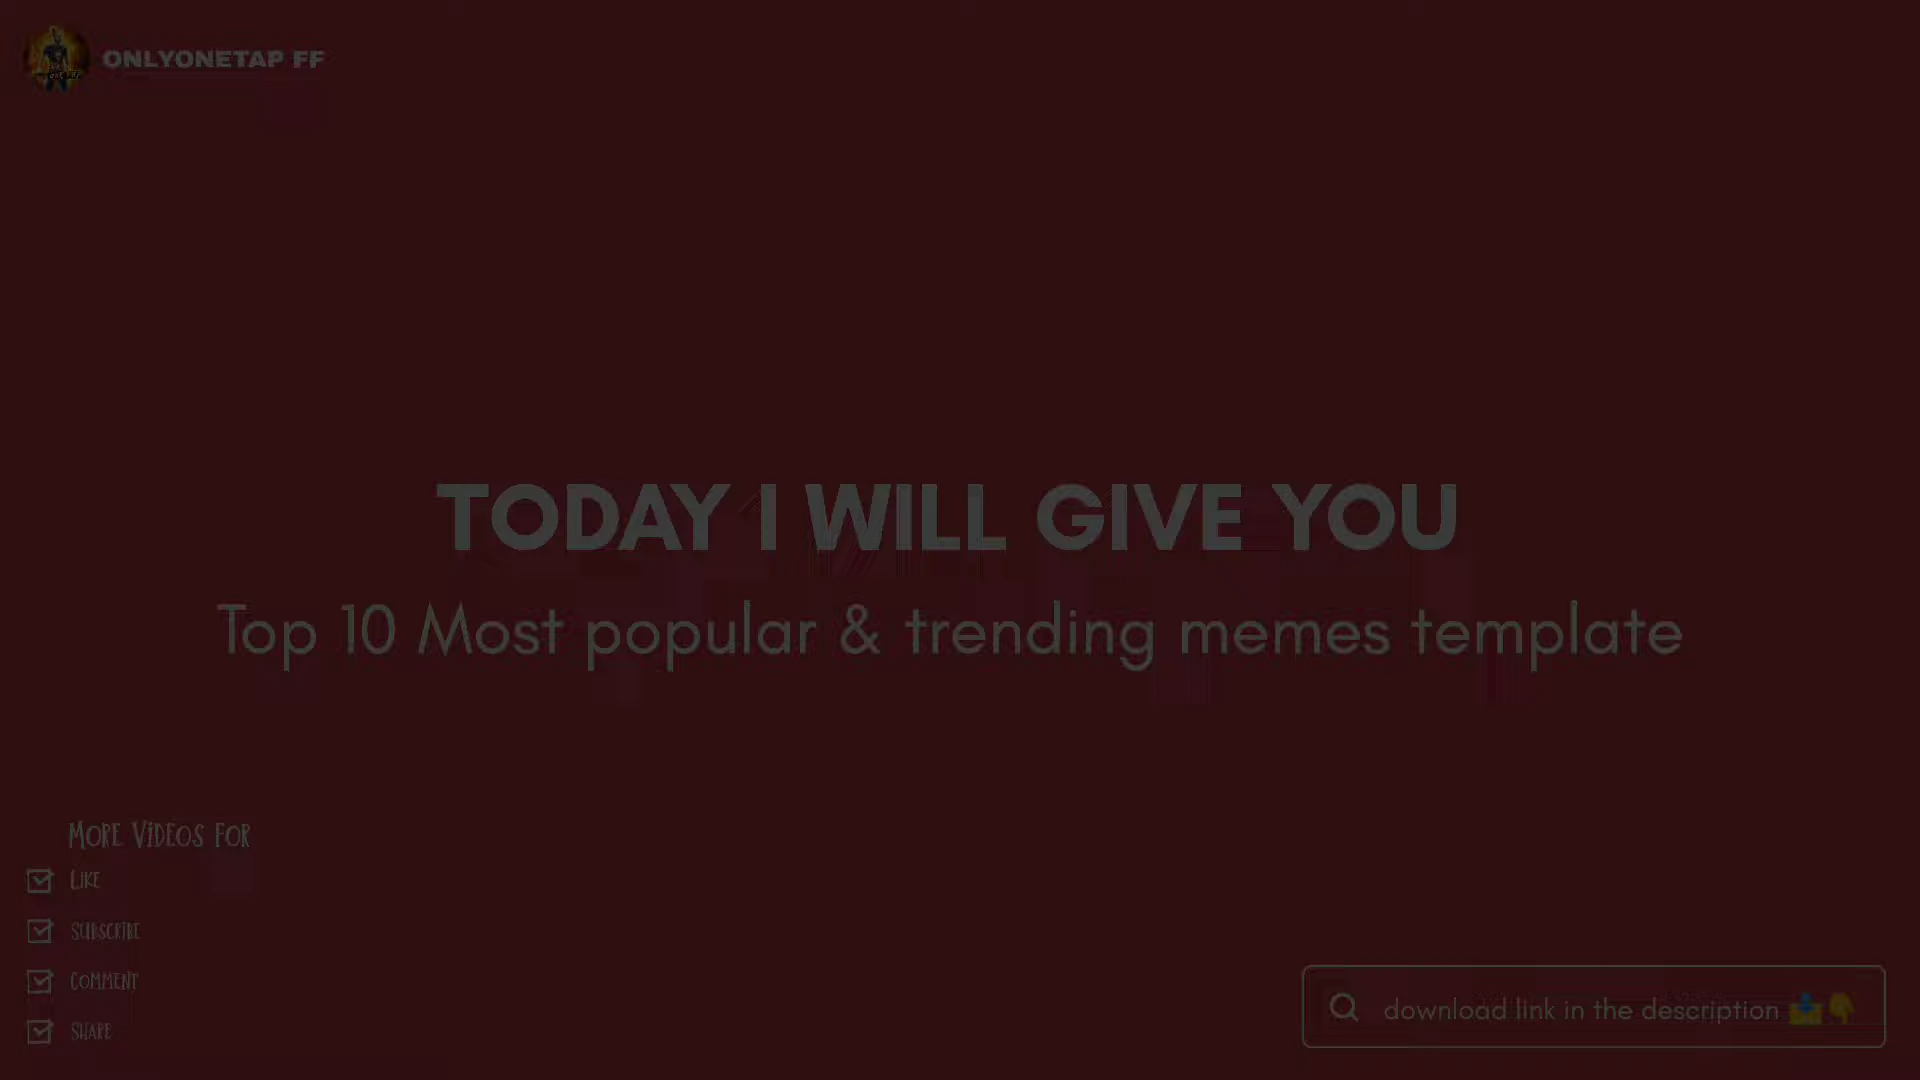 ONLYONETAP FF
TODAY I WILL GIVE YOU
Top 10 Most popular & trending memes template
More Videos For
Like
Subscribe
Comment
Share
download link in the description